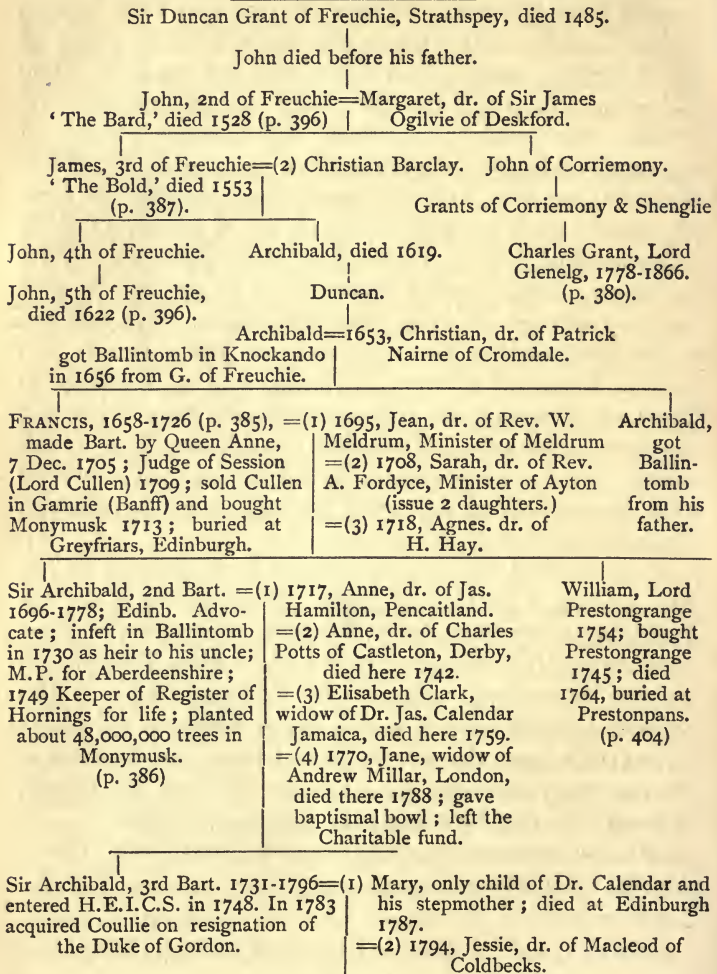 Sir Duncan Grant of Freuchie, Strathspey, died 1485.
John died before his father.
John, 2nd of Freuchie=Margaret, dr. of Sir James
‘ The Bard,’ died 1528 (p. 396) Ogilvie of Deskford.
James, 3rd of Freuchie=(2) Christian Barclay. John of Corriemony.
‘ The Bold,’ died 1553
(p. 387). Grants of Corriemony & Shenglie
John, 4th of Freuchie. Archibald, died 1619. Charles Grant, Lord
Glenelg, 1778-1866.
John, 5th of Freuchie, Duncan. (p. 380).
died 1622 (p. 396).
Archibald=1653, Christian, dr. of Patrick
got Ballintomb in Knockando Nairne of Cromdale.
in 1656 from G. of Freuchie.
FRANCIS, 1658-1726 (p. 385),
made Bart. by Queen Anne,
7 Dec. 1705 ; Judge of Session
(Lord Cullen) 1709 ; sold Cullen
in Gamrie (Banff) and bought
Monymusk 1713 ; buried at
Greyfriars, Edinburgh.
=(1) 1695, Jean, dr. of Rev. W.
Meldrum, Minister of Meldrum
=(2) 1708, Sarah, dr. of Rev.
A. Fordyce, Minister of Ayton
(issue 2 daughters.)
=(3) 1718, Agnes. dr. of
H. Hay.
Archibald,
got
Ballin-
tomb
from his
father.
Sir Archibald, 2nd Bart.
1696-1778; Edinb. Advo-
cate ; infeft in Ballintomb
in 1730 as heir to his uncle;
M.P. for Aberdeenshire ;
1749 Keeper of Register of
Hornings for life ; planted
about 48,000,000 trees in
Monymusk.
(p. 386)
=(1) 1717, Anne, dr. of Jas.
Hamilton, Pencaitland.
=(2) Anne, dr. of Charles
Potts of Castleton, Derby,
died here 1742.
=(3) Elisabeth Clark,
widow of Dr. Jas. Calendar
Jamaica, died here 1759.
=(4) 1770, Jane, widow of
Andrew Millar, London,
died there 1788 ; gave
baptismal bowl ; left the
Charitable fund.
William, Lord
Prestongrange
1754; bought
Prestongrange
1745 ; died
1764, buried at
Prestonpans.
(p. 404)
Sir Archibald, 3rd Bart. 1731-1796
entered H.E.I.C.S. in 1748. In 1783
acquired Coullie on resignation of
the Duke of Gordon.
=(1) Mary, only child of Dr. Calendar and
his stepmother ; died at Edinburgh
1787.
=(2) 1794, Jessie, dr. of Macleod of
Coldbecks.